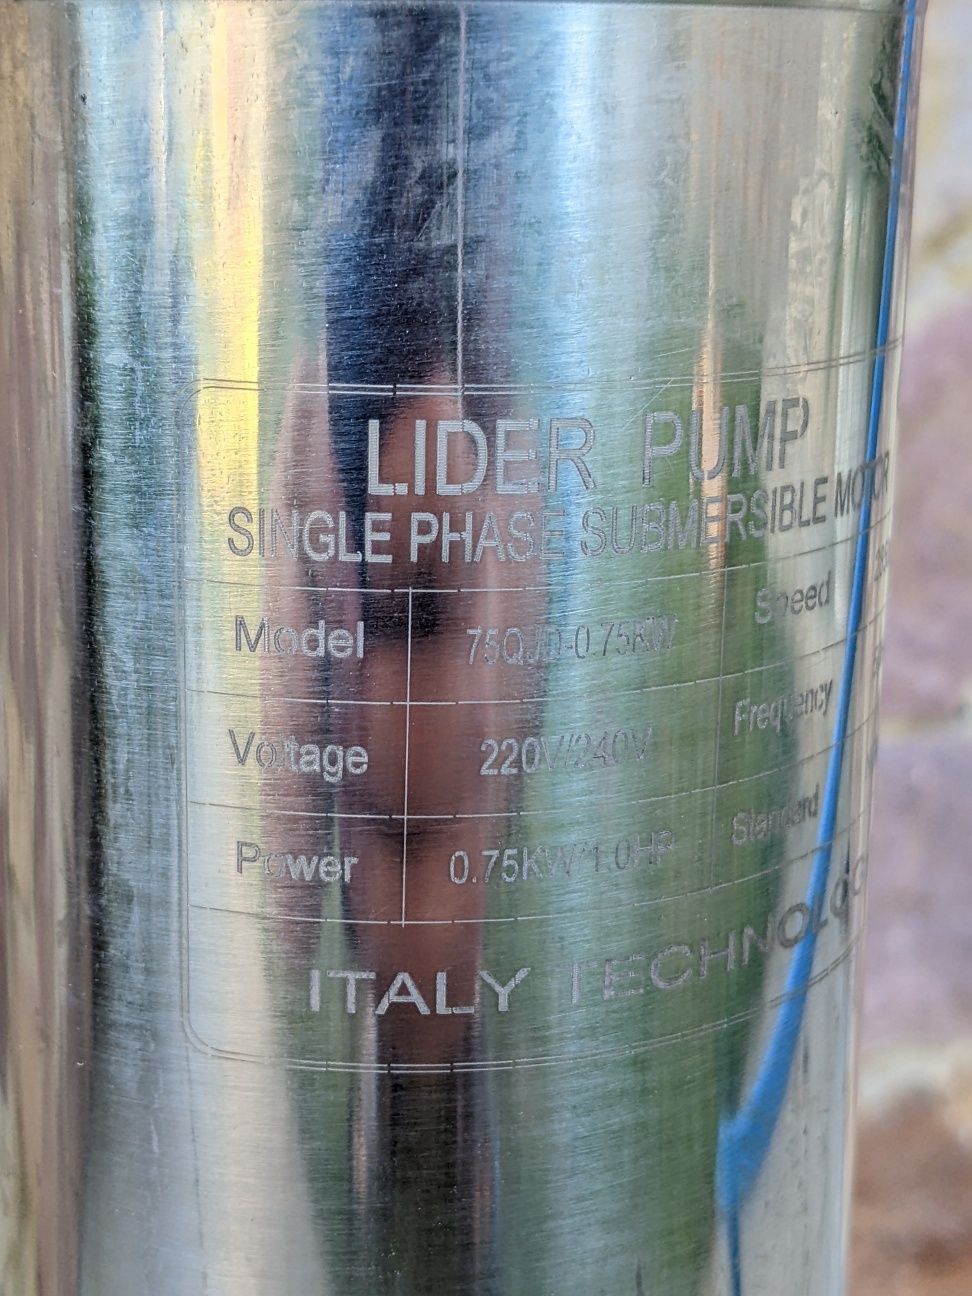 LIDER PUMP
SINGLE PHASE SUBMERSIBLE MOTOR
Model 75QJD-0.75KW Speed
Voltage 220V/240V Frequency
Power 0.75KW/1.0HP Standard
ITALY TECHNOLOG